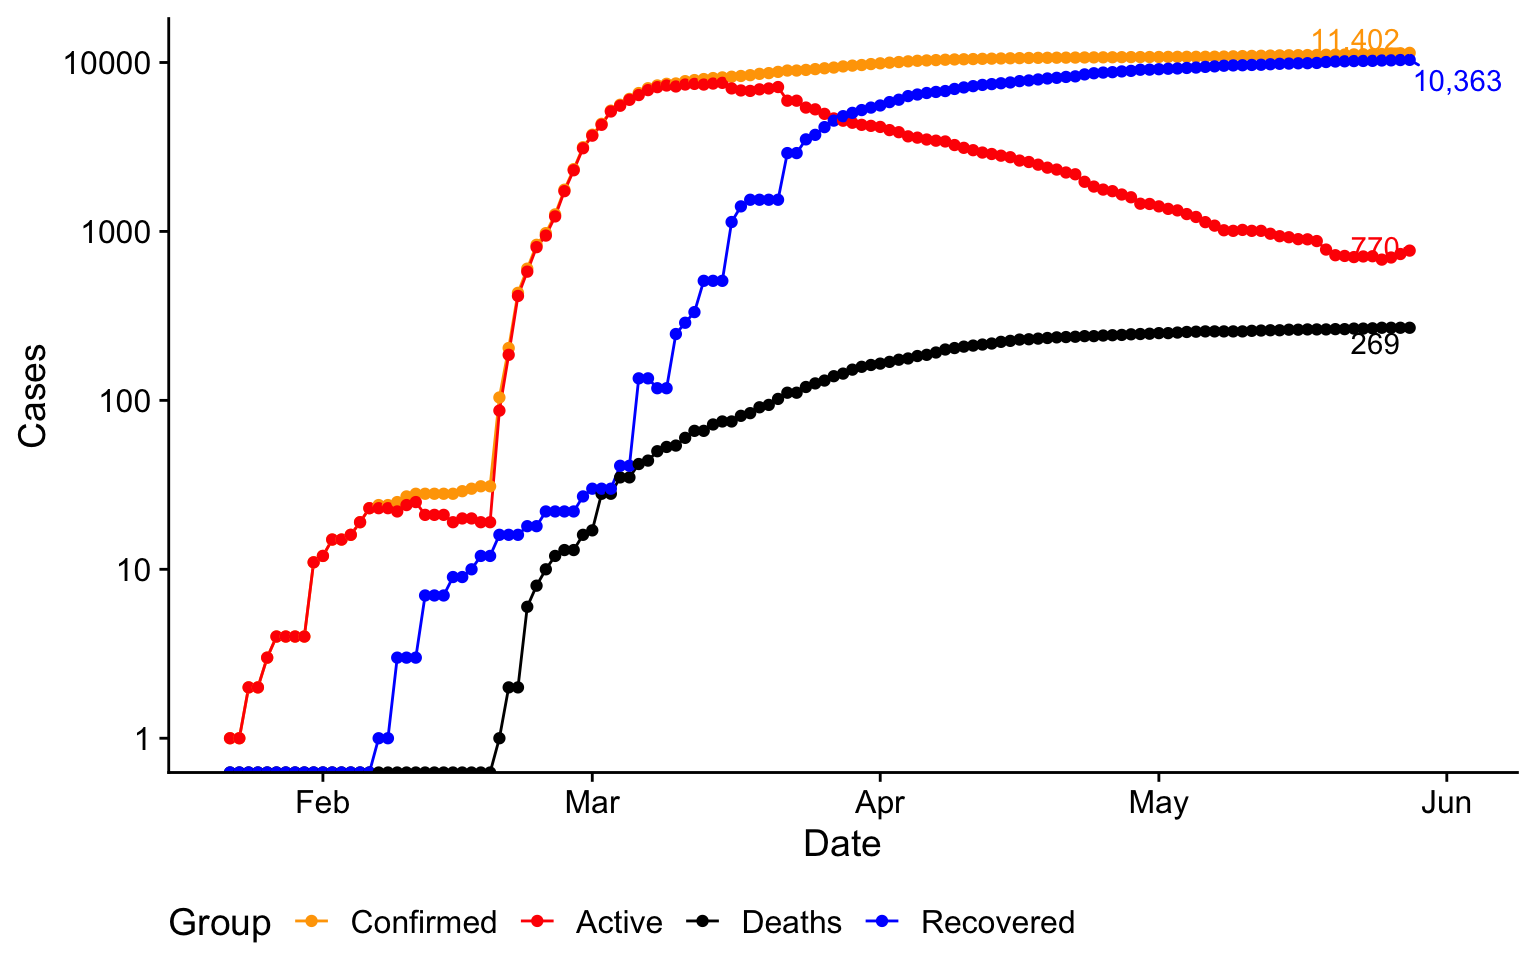 11,402
10000
10,363
1000
770
269
100
10
1
Cases
Feb Mar Apr May Jun
Date
Group Confirmed Active Deaths Recovered